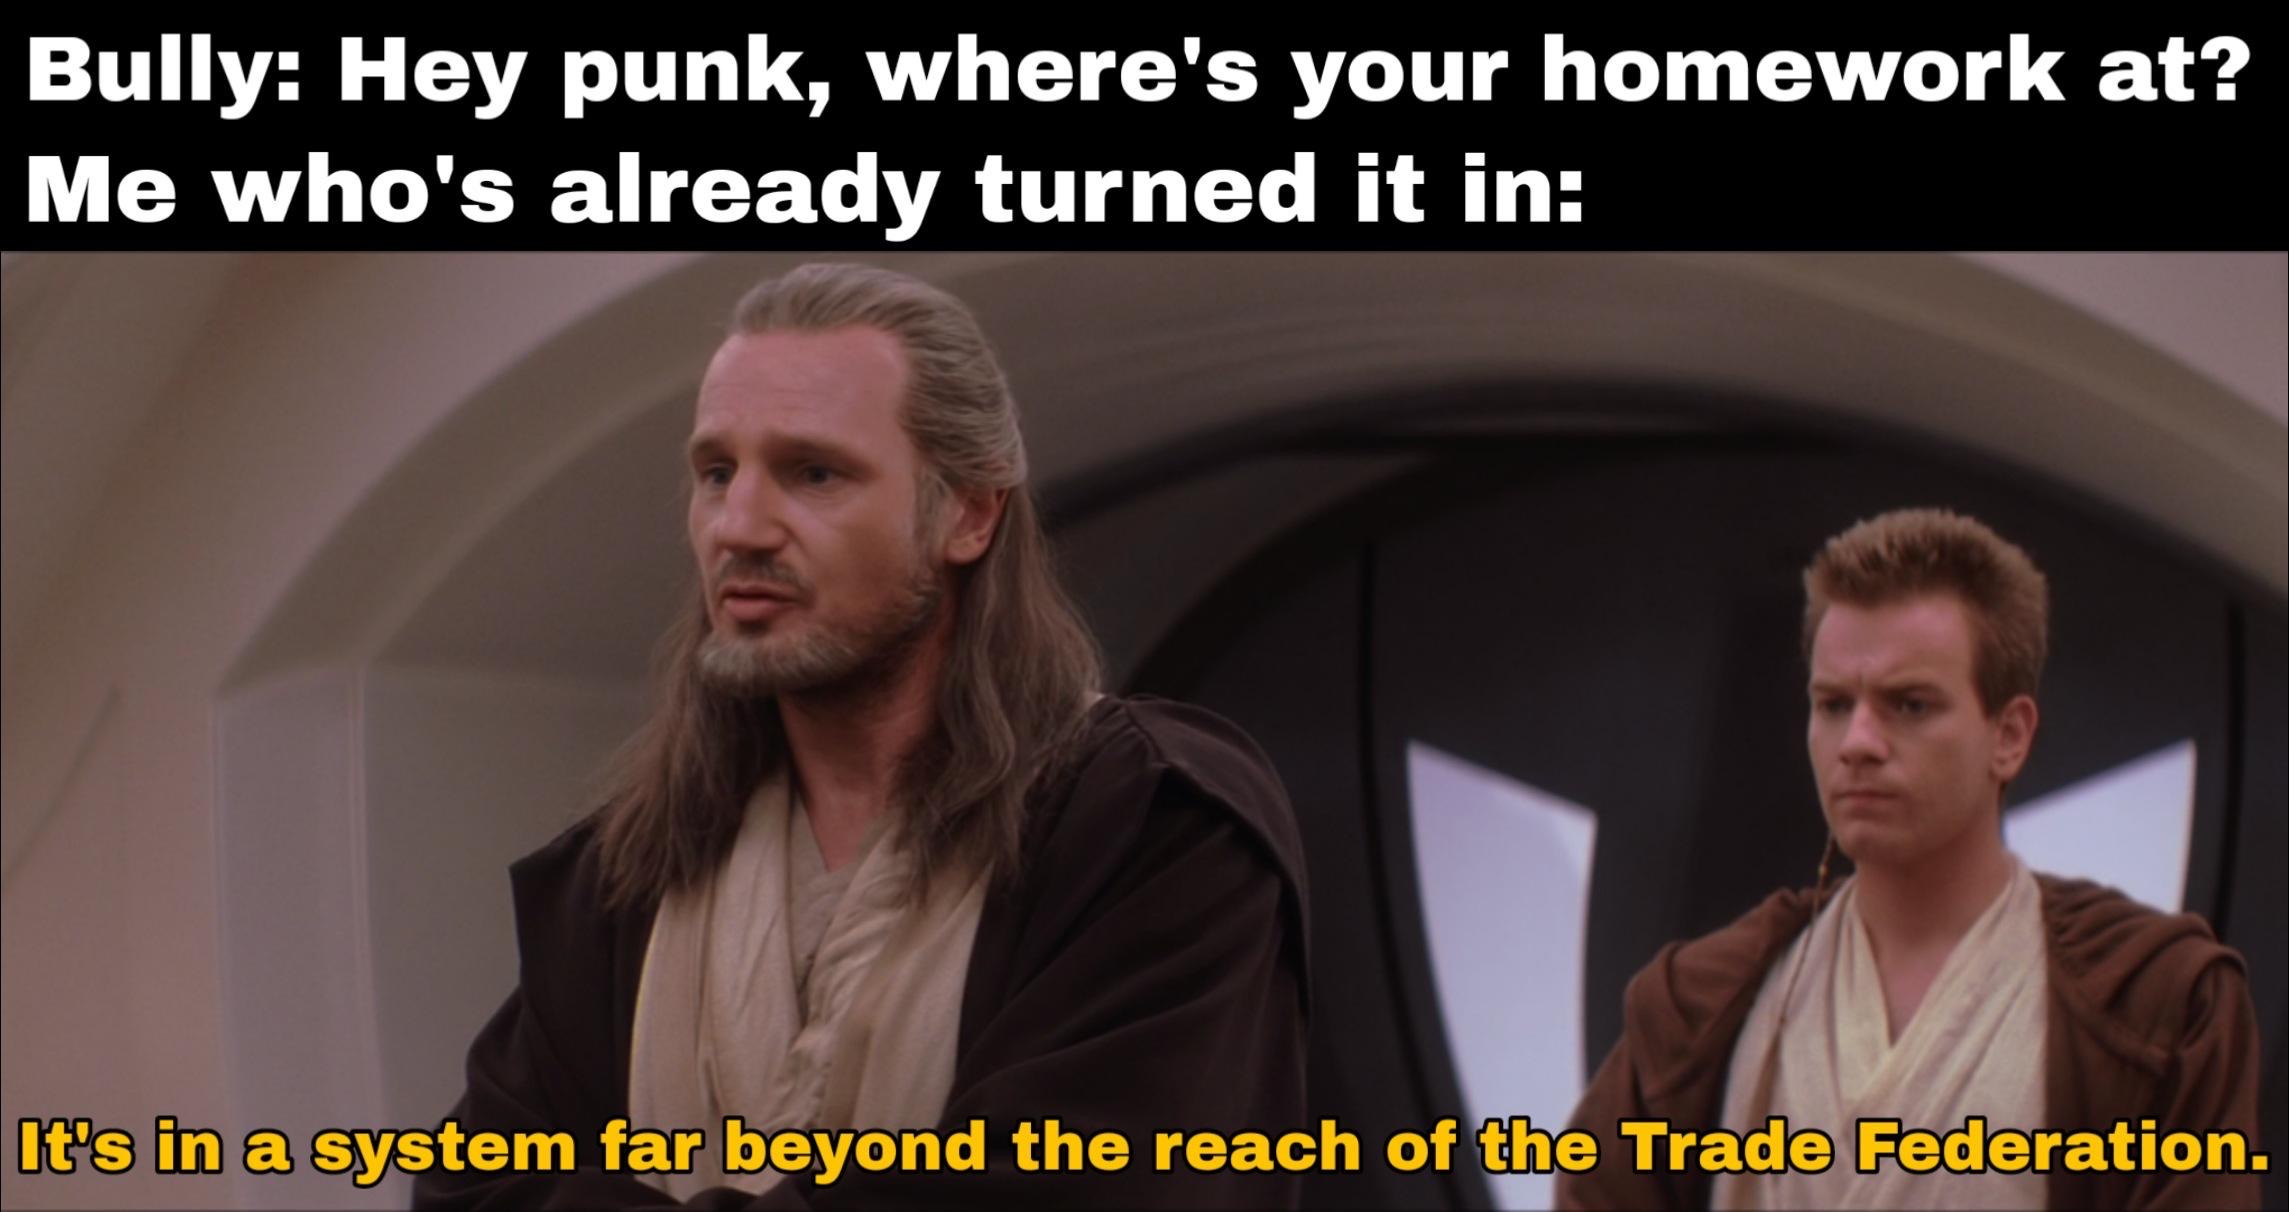 Bully: Hey punk, where's your homework at?
Me who's already turned it in:
It's in a system far beyond the reach of the Trade Federation.